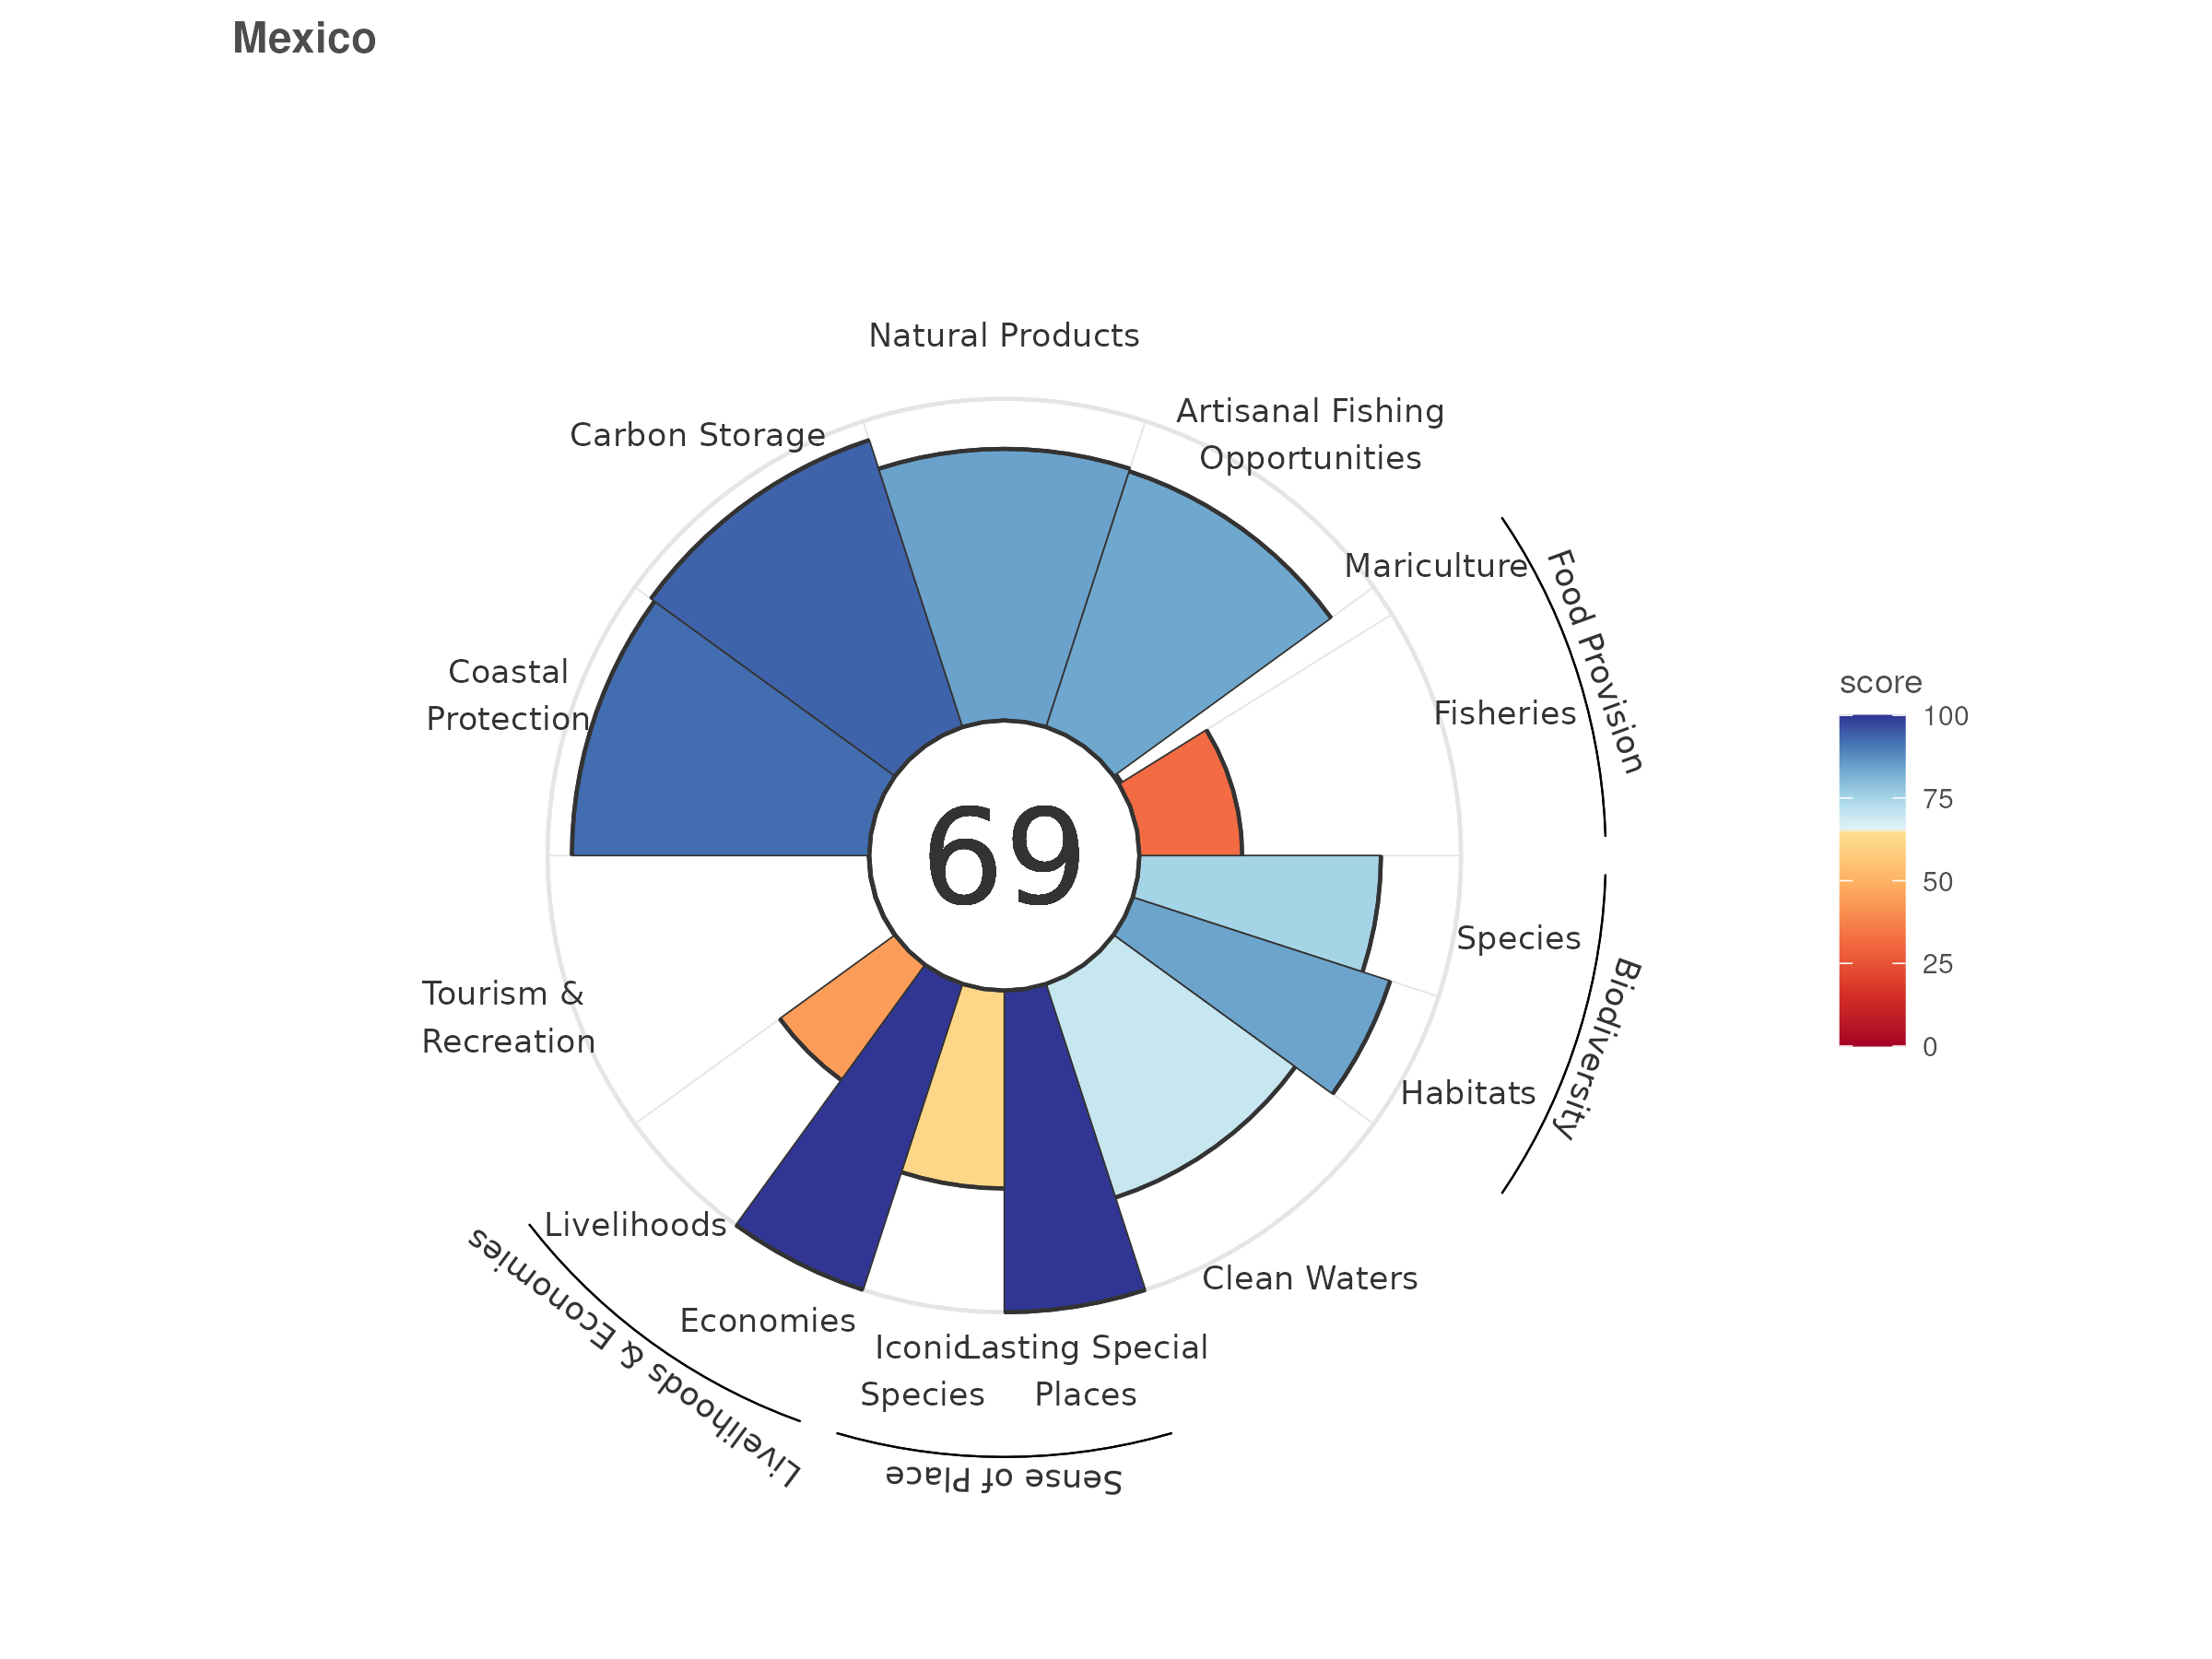 Mexico
Natural Products
Artisanal Fishing
Opportunities
Carbon Storage
Mariculture
Food Provision
Coastal
Protection
Fisheries
score
100
75
50
25
0
69
Species
Biodiversity
Tourism &
Recreation
Habitats
Livelihoods
Clean Waters
Economies
Livelihoods & Economies
Iconic
Species
Lasting Special
Places
Sense of Place